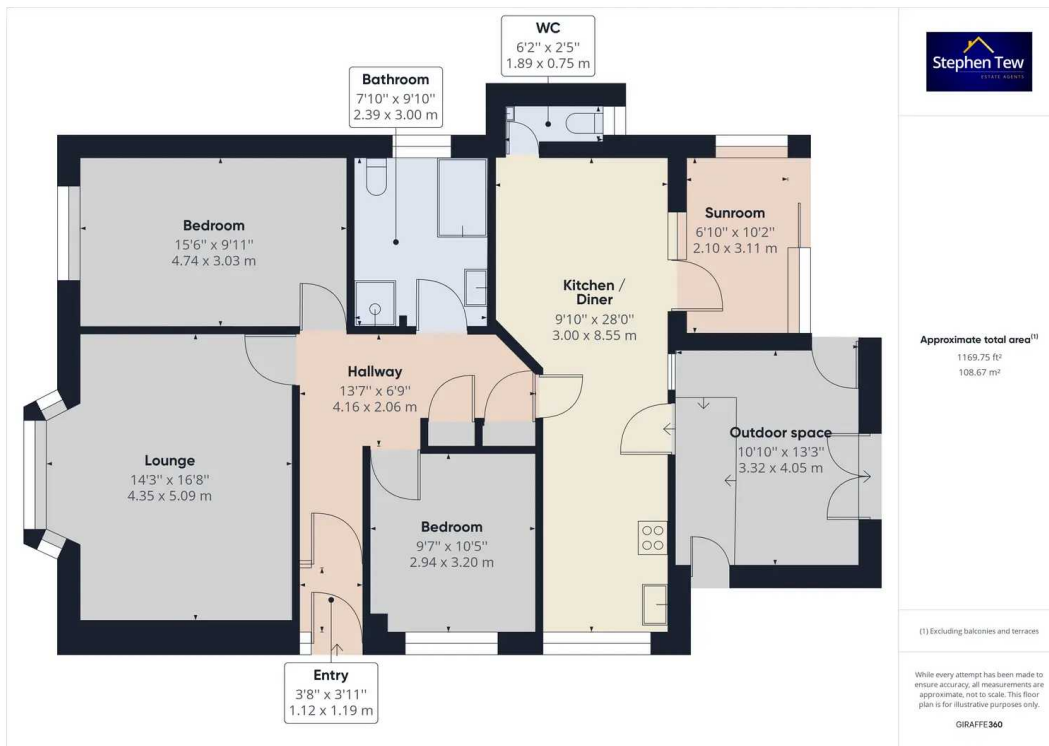 WC
6'2" x 2'5"
1.89 x 0.75 m
Bathroom
7'10" x 9'10"
2.39 x 3.00 m
Bedroom
15'6" x 9'11"
4.74 x 3.03 m
Sunroom
6'10" x 10'2"
2.10 x 3.11 m
Kitchen /
Diner
9'10" x 28'0"
3.00 x 8.55 m
Hallway
13'7" x 6'9"
4.16 x 2.06 m
Outdoor space
10'10" x 13'3"
3.32 x 4.05 m
Lounge
14'3" x 16'8"
4.35 x 5.09 m
Bedroom
9'7" x 10'5"
2.94 x 3.20 m
Entry
3'8" x 3'11"
1.12 x 1.19 m
Stephen Tew
ESTATE AGENTS
Approximate total area(1)
1169.75 ft²
108.67 m²
(1) Excluding balconies and terraces
While every attempt has been made to
ensure accuracy, all measurements are
approximate, not to scale. This floor
plan is for illustrative purposes only.
GIRAFFE360